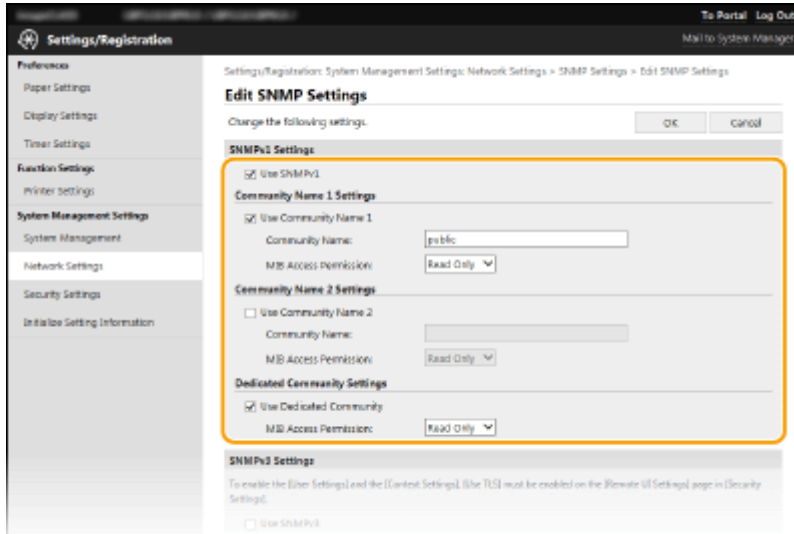 To Portal Log Out
Settings/Registration
Mail to System Manager
Preferences
Paper Settings
Display Settings
Timer Settings
Function Settings
Printer Settings
System Management Settings
System Management
Network Settings
Security Settings
Initialize Setting Information
Settings/Registration: System Management Settings: Network Settings > SNMP Settings > Edit SNMP Settings
Edit SNMP Settings
Change the following settings.
OK
Cancel
SNMPv1 Settings
Use SNMPv1
Community Name 1 Settings
Use Community Name 1
Community Name: public
MIB Access Permission: Read Only
Community Name 2 Settings
Use Community Name 2
Community Name:
MIB Access Permission: Read Only
Dedicated Community Settings
Use Dedicated Community
MIB Access Permission: Read Only
SNMPv3 Settings
To enable the [User Settings] and the [Context Settings], [Use TLS] must be enabled on the [Remote UI Settings] page in [Security
Settings].
Use SNMPv3